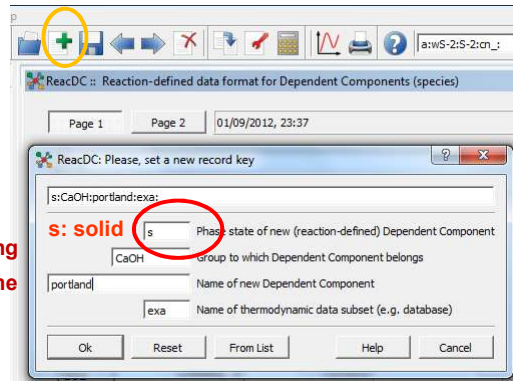 a:wS-2:S-2:cn_:
ReacDC :: Reaction-defined data format for Dependent Components (species)
Page 1 Page 2 01/09/2012, 23:37
ReacDC: Please, set a new record key
s:CaOH:portland:exa:
s: solid s Phase state of new (reaction-defined) Dependent Component
CaOH Group to which Dependent Component belongs
portland Name of new Dependent Component
exa Name of thermodynamic data subset (e.g. database)
Ok Reset From List Help Cancel